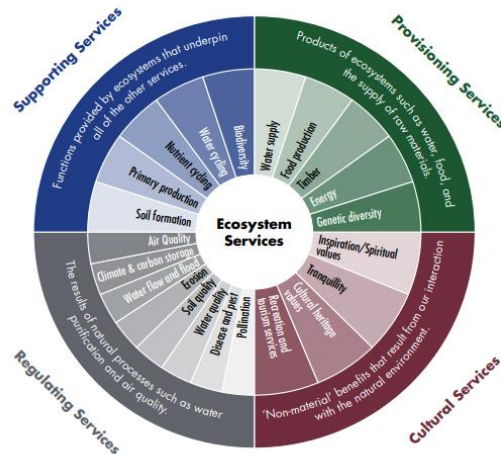 Supporting Services
Functions provided by ecosystems that underpin
all of the other services.
Biodiversity
Water cycling
Nutrient cycling
Primary production
Soil formation
Provisioning Services
Products of ecosystems such as water, food, and
the supply of raw materials.
Water supply
Food production
Timber
Energy
Genetic diversity
Ecosystem
Services
Regulating Services
The results of natural processes such as water
purification and air quality.
Air Quality
Climate & carbon storage
Water flow and flood
Erosion
Soil quality
Water quality
Disease and pest
Pollination
Cultural Services
'Non-material' benefits that result from our interaction
with the natural environment.
Inspiration/Spiritual
values
Tranquility
Cultural heritage
values
Recreation and
tourism services